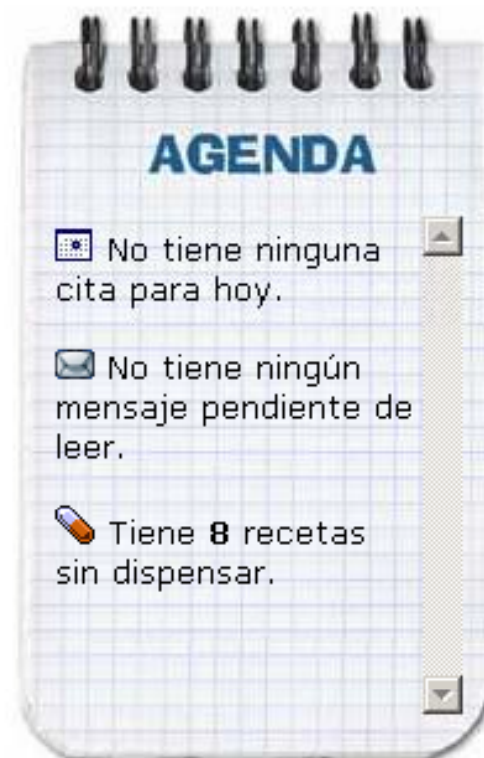 AGENDA
No tiene ninguna
cita para hoy.
No tiene ningún
mensaje pendiente de
leer.
Tiene 8 recetas
sin dispensar.